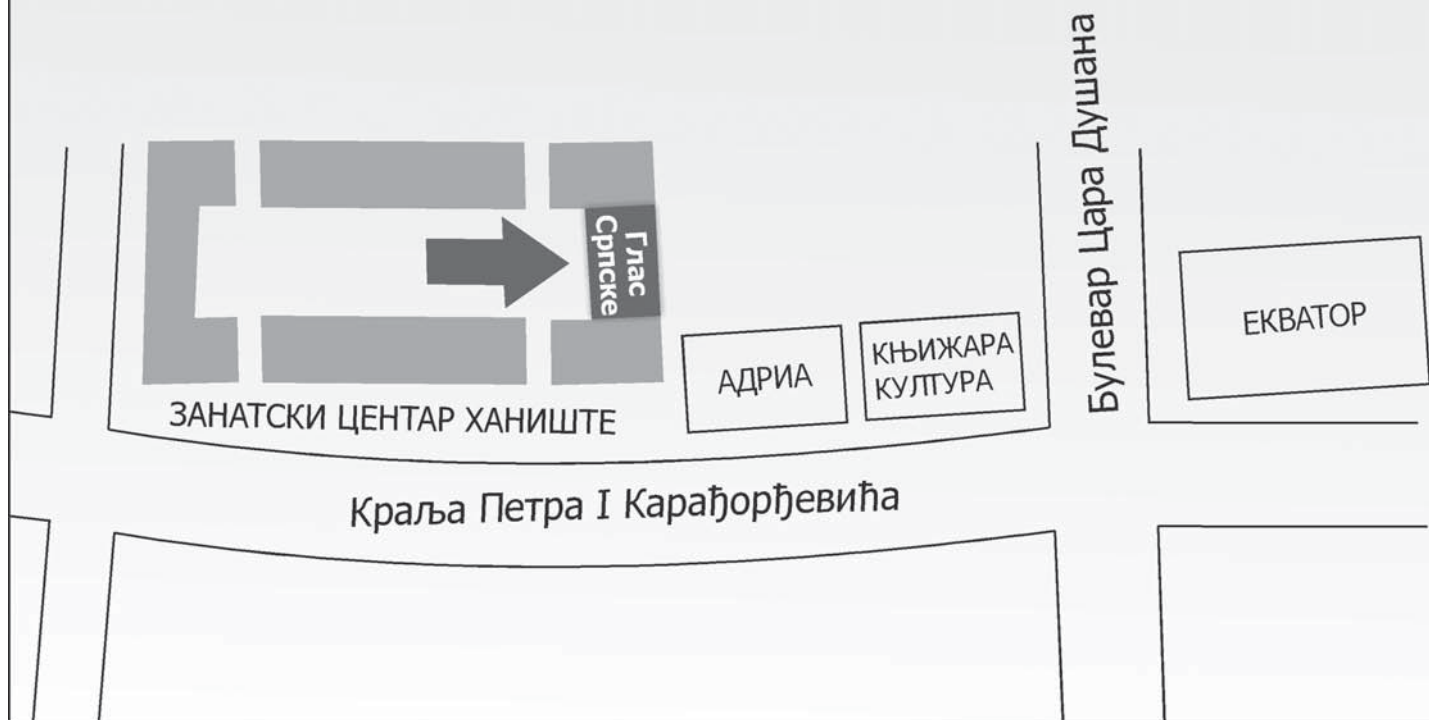 Глас
Српске
ЗАНАТСКИ ЦЕНТАР ХАНИШТЕ
АДРИА
КЊИЖАРА
КУЛТУРА
Булевар Цара Душана
ЕКВАТОР
Краља Петра I Карађорђевића